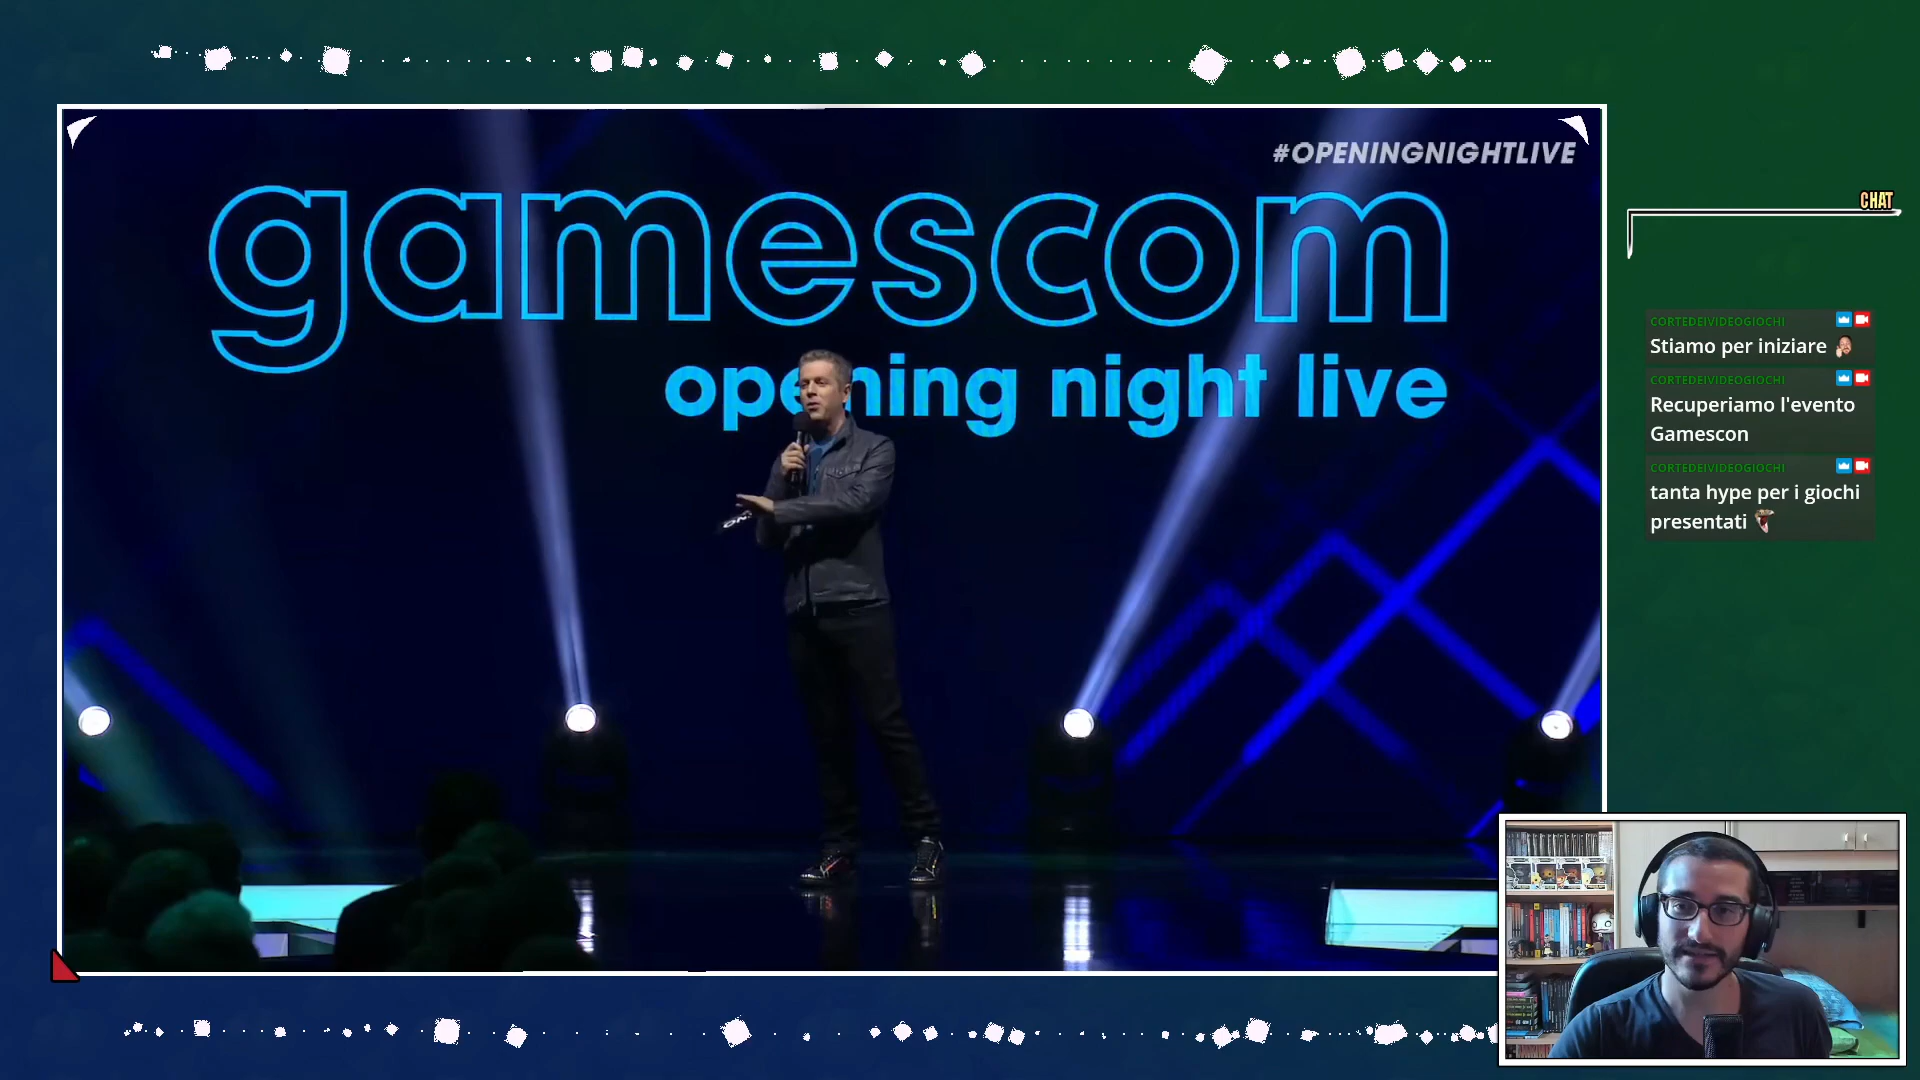 #OPENINGNIGHTLIVE
gamescom
opening night live
CHAT
CORTEDEIVIDEOGIOCHI
Stiamo per iniziare
CORTEDEIVIDEOGIOCHI
Recuperiamo l'evento
Gamescon
CORTEDEIVIDEOGIOCHI
tanta hype per i giochi
presentati